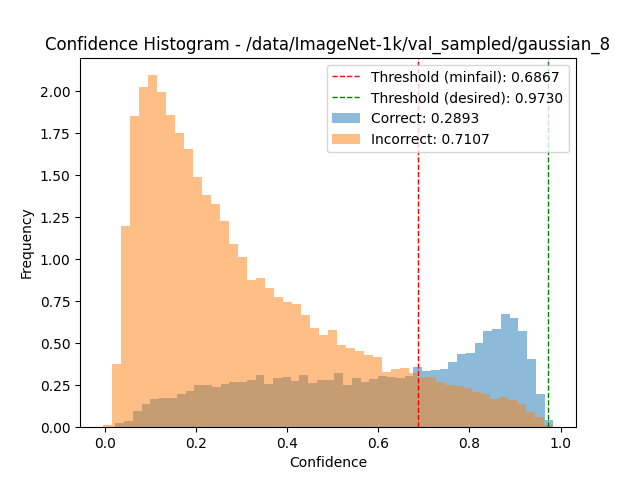 Confidence Histogram - /data/ImageNet-1k/val_sampled/gaussian_8
Threshold (minfail): 0.6867
Threshold (desired): 0.9730
Correct: 0.2893
Incorrect: 0.7107
Frequency
2.00
1.75
1.50
1.25
1.00
0.75
0.50
0.25
0.00
0.0 0.2 0.4 0.6 0.8 1.0
Confidence